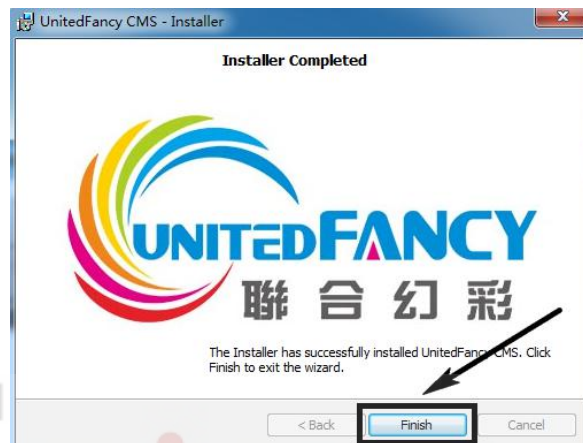 UnitedFancy CMS - Installer
Installer Completed
UNITEDFANCY
聯合幻彩
The Installer has successfully installed UnitedFancy CMS. Click
Finish to exit the wizard.
< Back
Finish
Cancel